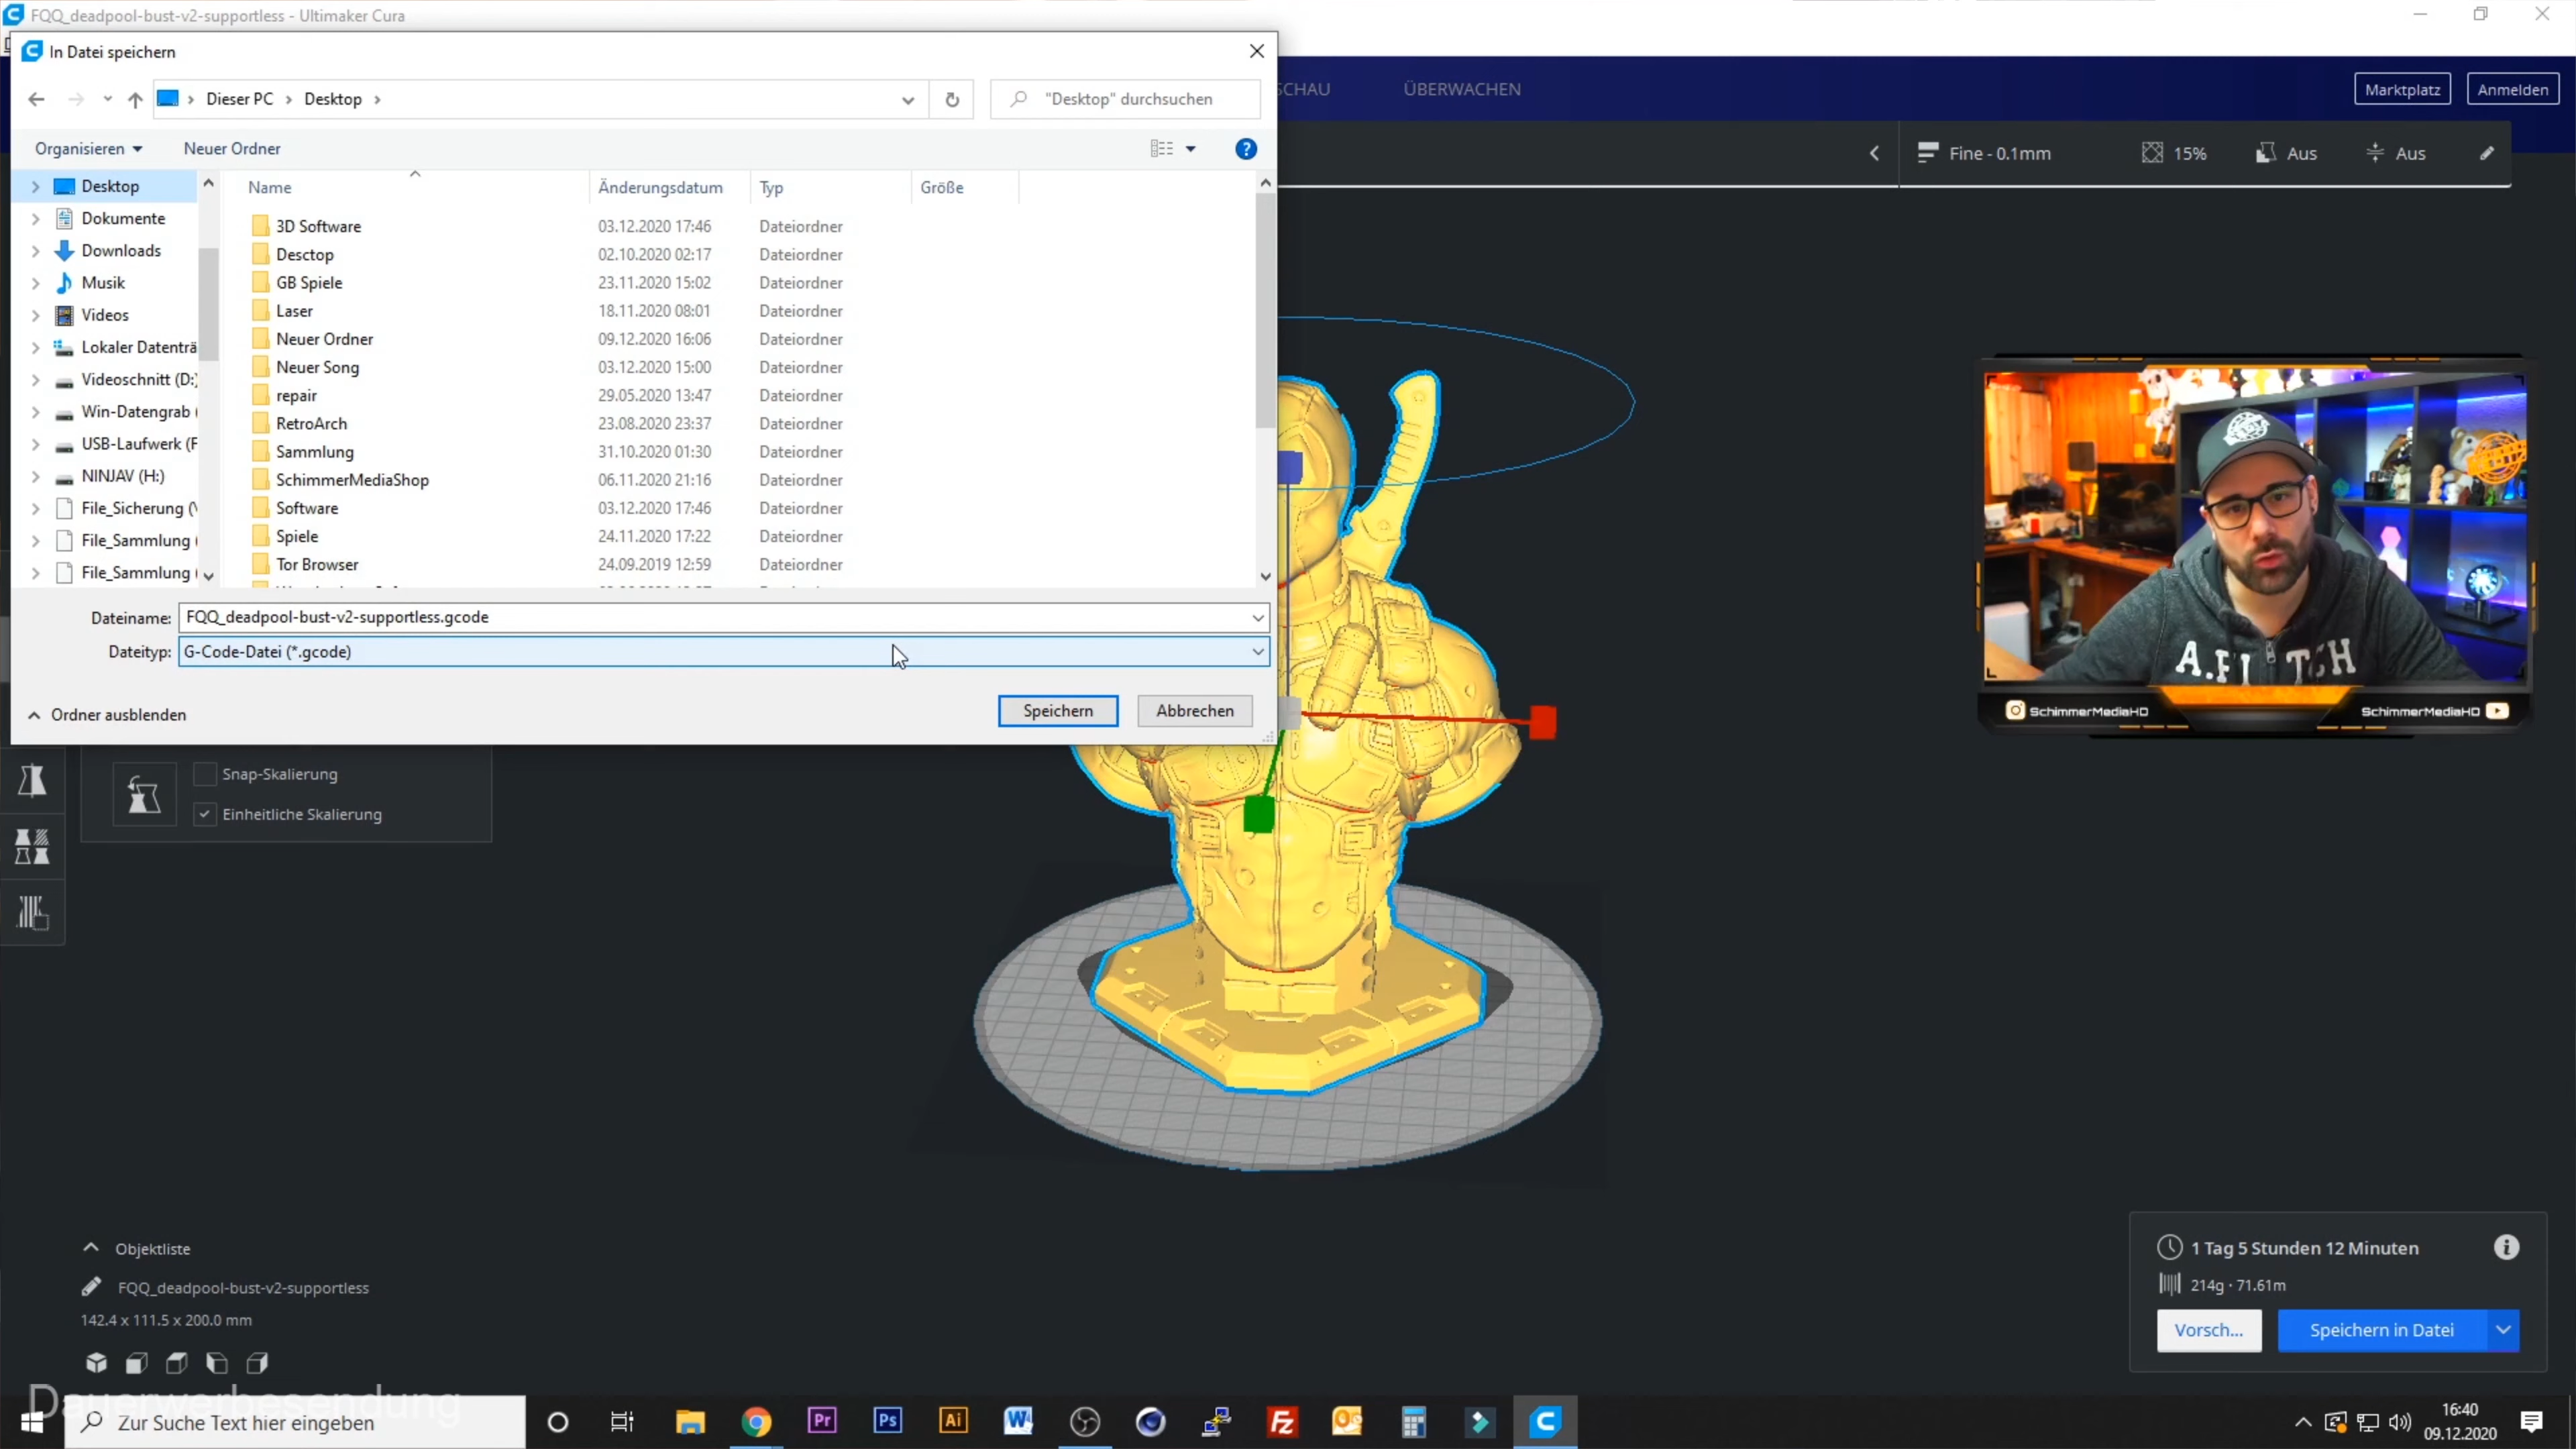 FQQ_deadpool-bust-v2-supportless - Ultimaker Cura
In Datei speichern
Dieser PC › Desktop ›
"Desktop" durchsuchen
SCHAU
ÜBERWACHEN
Marktplatz
Anmelden
Organisieren
Neuer Ordner
Fine - 0.1mm
15%
Aus
Aus
Desktop
Dokumente
Downloads
Musik
Videos
Lokaler Datenträ
Videoschnitt (D:)
Win-Datengrab (
USB-Laufwerk (F
NINJAV (H:)
File_Sicherung (\
File_Sammlung (
File_Sammlung (
Name Änderungsdatum Typ Größe
3D Software 03.12.2020 17:46 Dateiordner
Desctop 02.10.2020 02:17 Dateiordner
GB Spiele 23.11.2020 15:02 Dateiordner
Laser 18.11.2020 08:01 Dateiordner
Neuer Ordner 09.12.2020 16:06 Dateiordner
Neuer Song 03.12.2020 15:00 Dateiordner
repair 29.05.2020 13:47 Dateiordner
RetroArch 23.08.2020 23:37 Dateiordner
Sammlung 31.10.2020 01:30 Dateiordner
SchimmerMediaShop 06.11.2020 21:16 Dateiordner
Software 03.12.2020 17:46 Dateiordner
Spiele 24.11.2020 17:22 Dateiordner
Tor Browser 24.09.2019 12:59 Dateiordner
Dateiname: FQQ_deadpool-bust-v2-supportless.gcode
Dateityp: G-Code-Datei (*.gcode)
Ordner ausblenden
Speichern
Abbrechen
SchimmerMediaHD
SchimmerMediaHD
Snap-Skalierung
Einheitliche Skalierung
Objektliste
FQQ_deadpool-bust-v2-supportless
142.4 x 111.5 x 200.0 mm
1 Tag 5 Stunden 12 Minuten
214g · 71.61m
Vorsch...
Speichern in Datei
Dauerwerbesendung
Zur Suche Text hier eingeben
Pr
Ps
Ai
16:40
09.12.2020